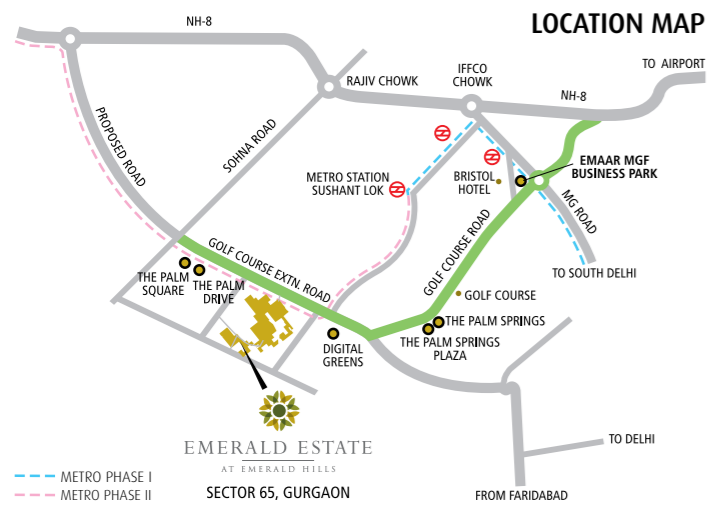 LOCATION MAP
NH-8
TO AIRPORT
IFFCO
CHOWK
RAJIV CHOWK
NH-8
PROPOSED ROAD
SOHNA ROAD
METRO STATION
SUSHANT LOK
BRISTOL
HOTEL
EMAAR MGF
BUSINESS PARK
MG ROAD
GOLF COURSE ROAD
TO SOUTH DELHI
GOLF COURSE EXTN. ROAD
THE PALM
SQUARE
THE PALM
DRIVE
GOLF COURSE
THE PALM SPRINGS
THE PALM SPRINGS
PLAZA
DIGITAL
GREENS
EMERALD ESTATE
AT EMERALD HILLS
SECTOR 65, GURGAON
TO DELHI
FROM FARIDABAD
METRO PHASE I
METRO PHASE II